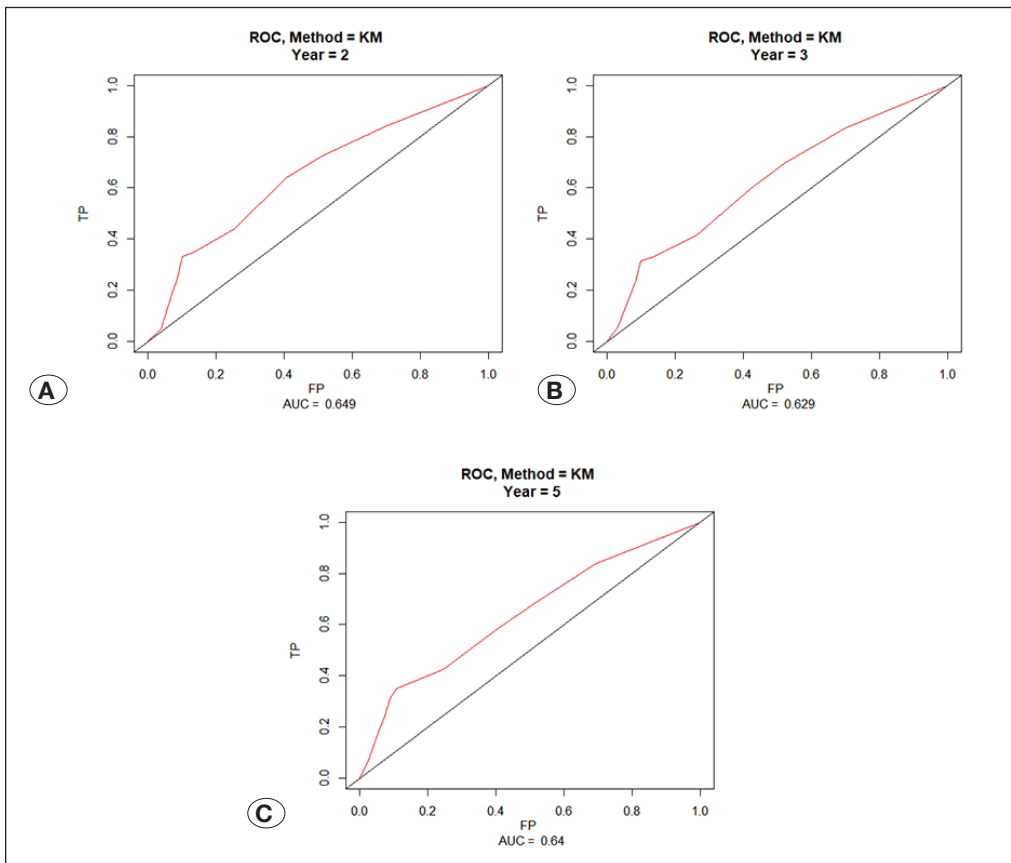 ROC, Method = KM
Year = 2
1.0
0.8
0.6
0.4
0.2
0.0
TP
0.0 0.2 0.4 0.6 0.8 1.0
FP
AUC = 0.649
A
ROC, Method = KM
Year = 3
1.0
0.8
0.6
0.4
0.2
0.0
TP
0.0 0.2 0.4 0.6 0.8 1.0
FP
AUC = 0.629
B
ROC, Method = KM
Year = 5
1.0
0.8
0.6
0.4
0.2
0.0
TP
0.0 0.2 0.4 0.6 0.8 1.0
FP
AUC = 0.64
C